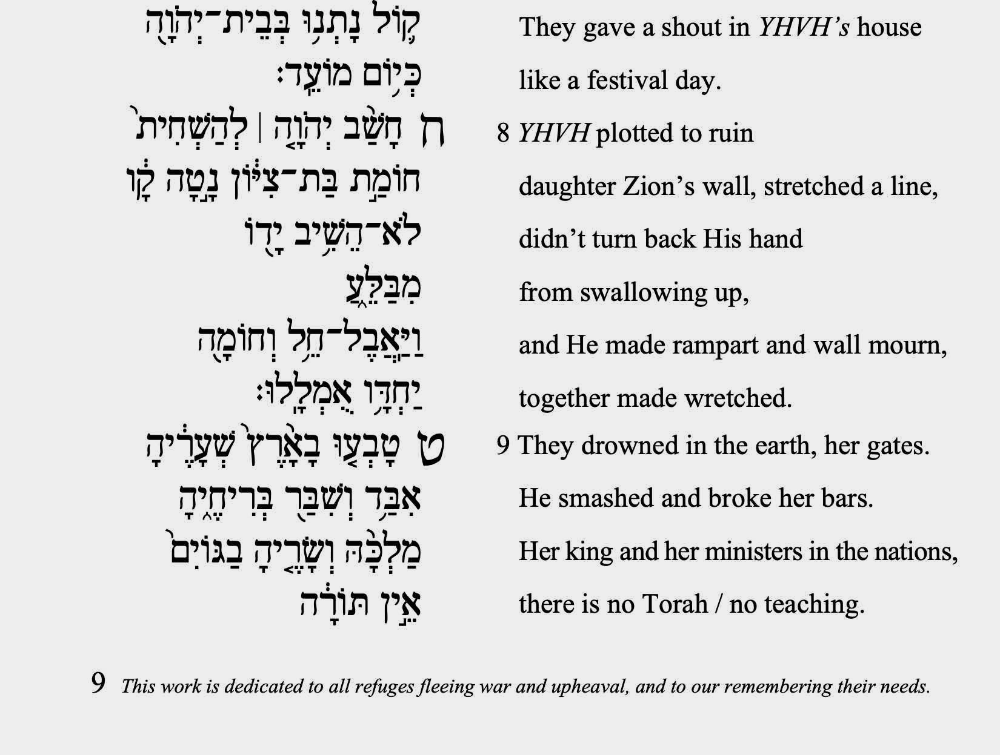 ק֛וֹל נָתְנ֥וּ בְּבֵית־יְהֹוָ֖ה
They gave a shout in YHVH’s house
כְּי֥וֹם מוֹעֵֽד׃
like a festival day.
ח חָשַׁ֨ב יְהֹוָ֤ה ׀ לְהַשְׁחִית֙
8 YHVH plotted to ruin
חוֹמַ֣ת בַּת־צִיּ֔וֹן נָ֣טָה קָ֔ו
daughter Zion’s wall, stretched a line,
לֹא־הֵשִׁ֥יב יָד֖וֹ
didn’t turn back His hand
מִבַּלֵּ֑עַ
from swallowing up,
וַיַּֽאֲבֶל־חֵ֥ל וְחוֹמָ֖ה
and He made rampart and wall mourn,
יַחְדָּ֥ו אֻמְלָֽלוּ׃
together made wretched.
ט טָבְע֤וּ בָאָ֙רֶץ֙ שְׁעָרֶ֔יהָ
9 They drowned in the earth, her gates.
אִבַּ֥ד וְשִׁבַּ֖ר בְּרִיחֶ֑יהָ
He smashed and broke her bars.
מַלְכָּ֨הּ וְשָׂרֶ֤יהָ בַגּוֹיִם֙
Her king and her ministers in the nations,
אֵ֣ין תּוֹרָ֔ה
there is no Torah / no teaching.
9 This work is dedicated to all refuges fleeing war and upheaval, and to our remembering their needs.